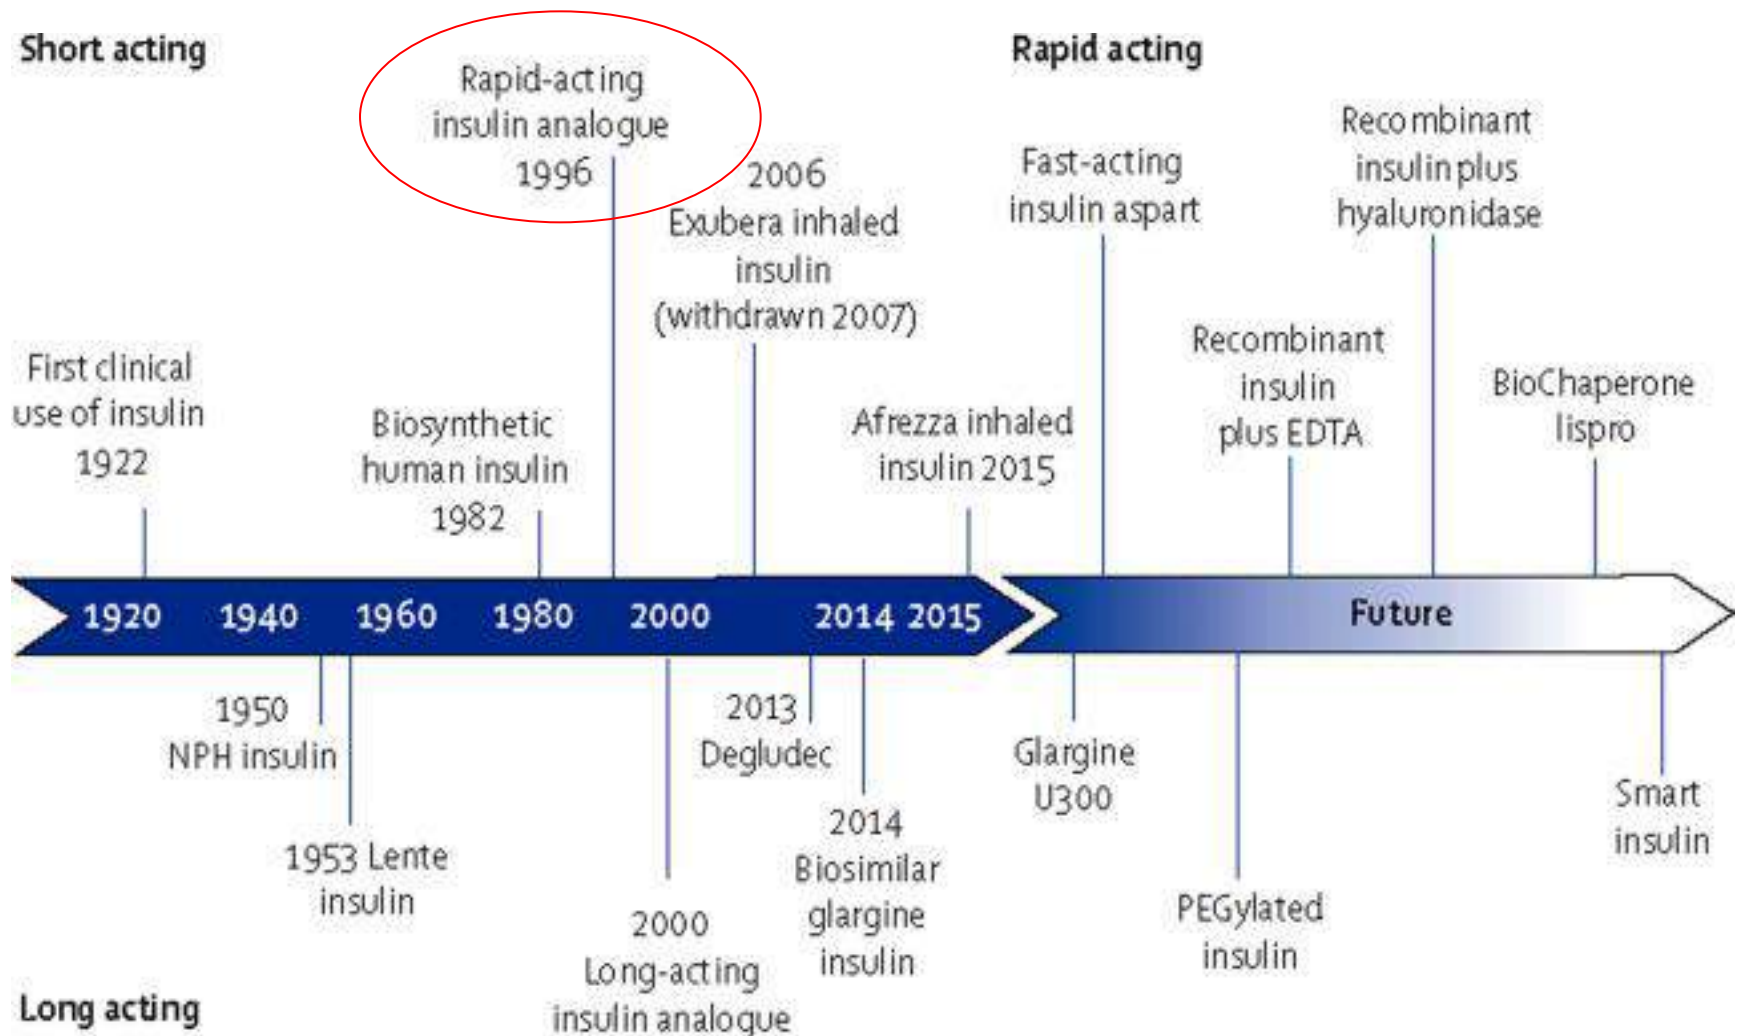 Short acting
Rapid acting
Rapid-acting
insulin analogue
1996
2006
Exubera inhaled
insulin
(withdrawn 2007)
First clinical
use of insulin
1922
Biosynthetic
human insulin
1982
Afrezza inhaled
insulin 2015
Fast-acting
insulin aspart
Recombinant
insulin
plus EDTA
Recombinant
insulin plus
hyaluronidase
BioChaperone
lispro
1920 1940 1960 1980 2000 2014 2015
Future
1950
NPH insulin
1953 Lente
insulin
2000
Long-acting
insulin analogue
2013
Degludec
2014
Biosimilar
glargine
insulin
Glargine
U300
PEGylated
insulin
Smart
insulin
Long acting